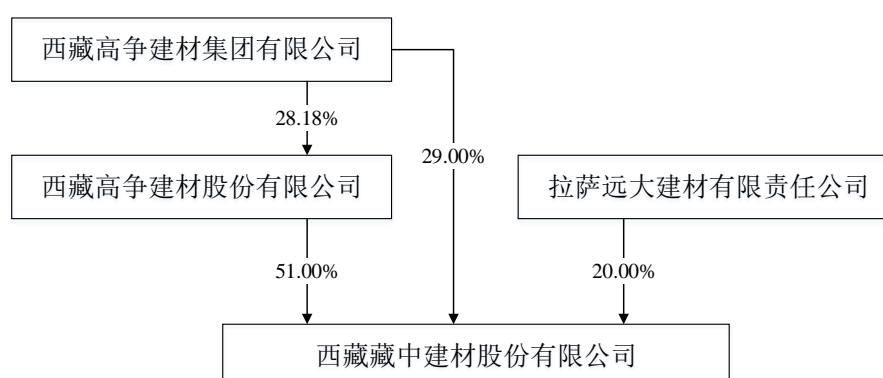 西藏高争建材集团有限公司
28.18%
29.00%
西藏高争建材股份有限公司
拉萨远大建材有限责任公司
51.00%
20.00%
西藏藏中建材股份有限公司